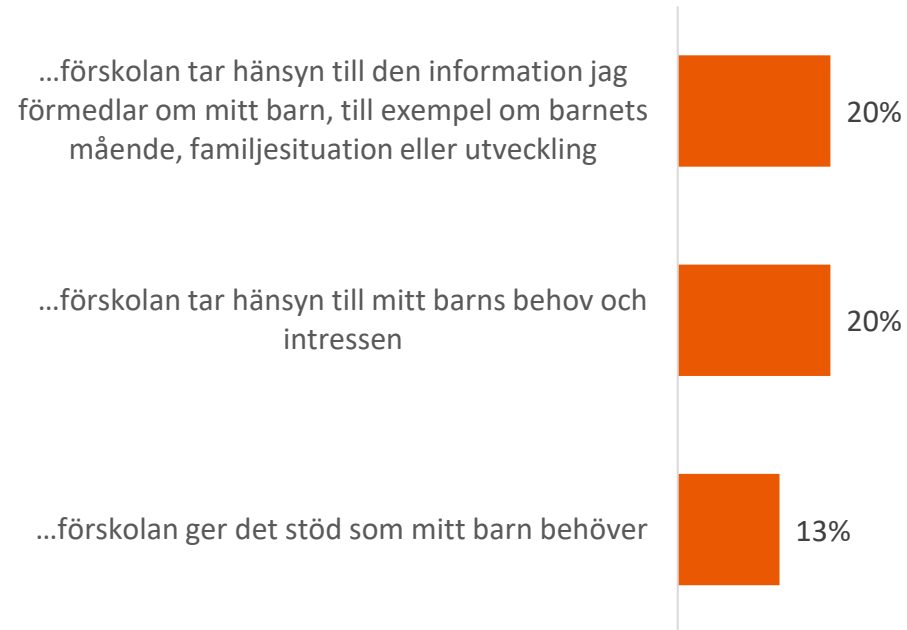 …förskolan tar hänsyn till den information jag
förmedlar om mitt barn, till exempel om barnets
mående, familjesituation eller utveckling
20%
…förskolan tar hänsyn till mitt barns behov och
intressen
20%
…förskolan ger det stöd som mitt barn behöver
13%